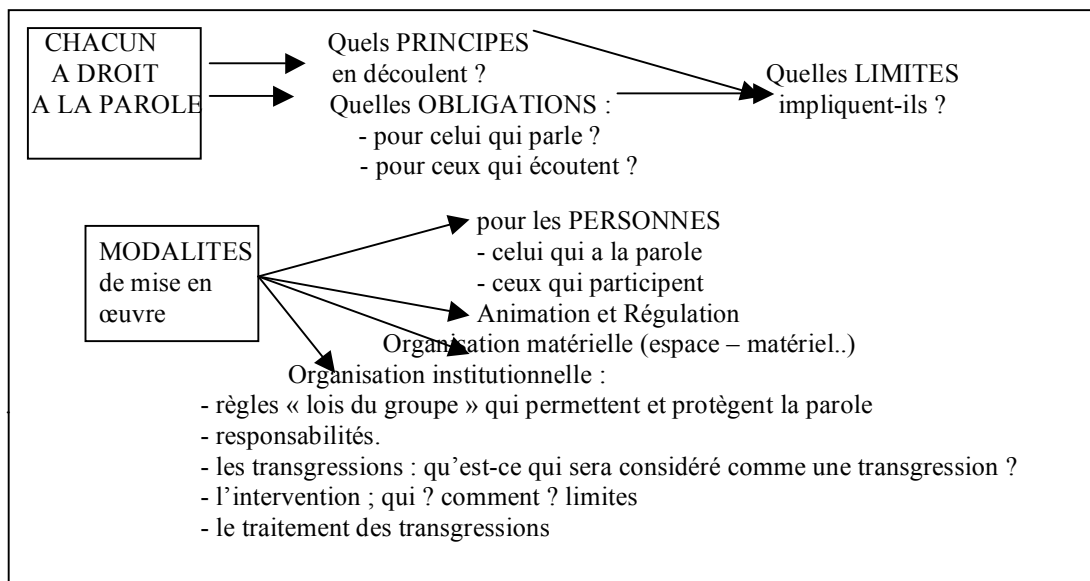 CHACUN
A DROIT
A LA PAROLE
Quels PRINCIPES
en découlent ?
Quelles OBLIGATIONS :
- pour celui qui parle ?
- pour ceux qui écoutent ?
Quelles LIMITES
impliquent-ils ?
MODALITES
de mise en
œuvre
pour les PERSONNES
- celui qui a la parole
- ceux qui participent
Animation et Régulation
Organisation matérielle (espace – matériel..)
Organisation institutionnelle :
- règles « lois du groupe » qui permettent et protègent la parole
- responsabilités.
- les transgressions : qu’est-ce qui sera considéré comme une transgression ?
- l’intervention ; qui ? comment ? limites
- le traitement des transgressions